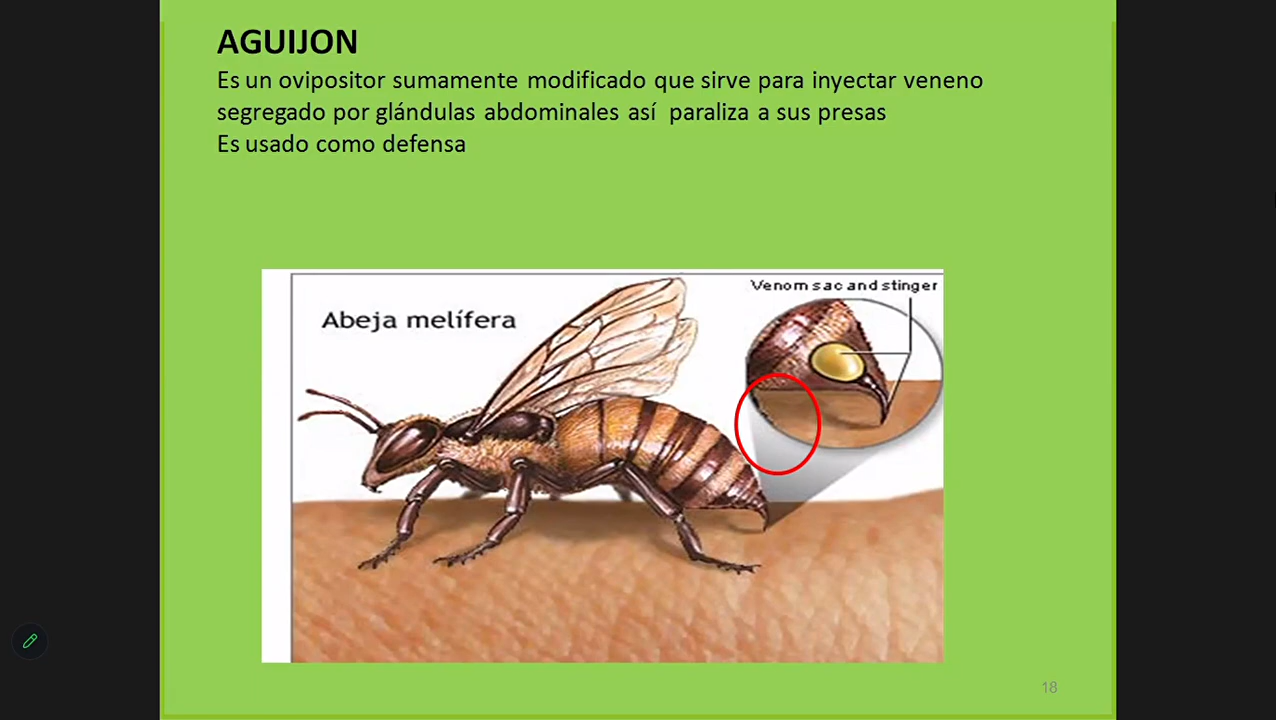 AGUIJON
Es un ovipositor sumamente modificado que sirve para inyectar veneno
segregado por glándulas abdominales así paraliza a sus presas
Es usado como defensa
Venom sac and stinger
Abeja melífera
18